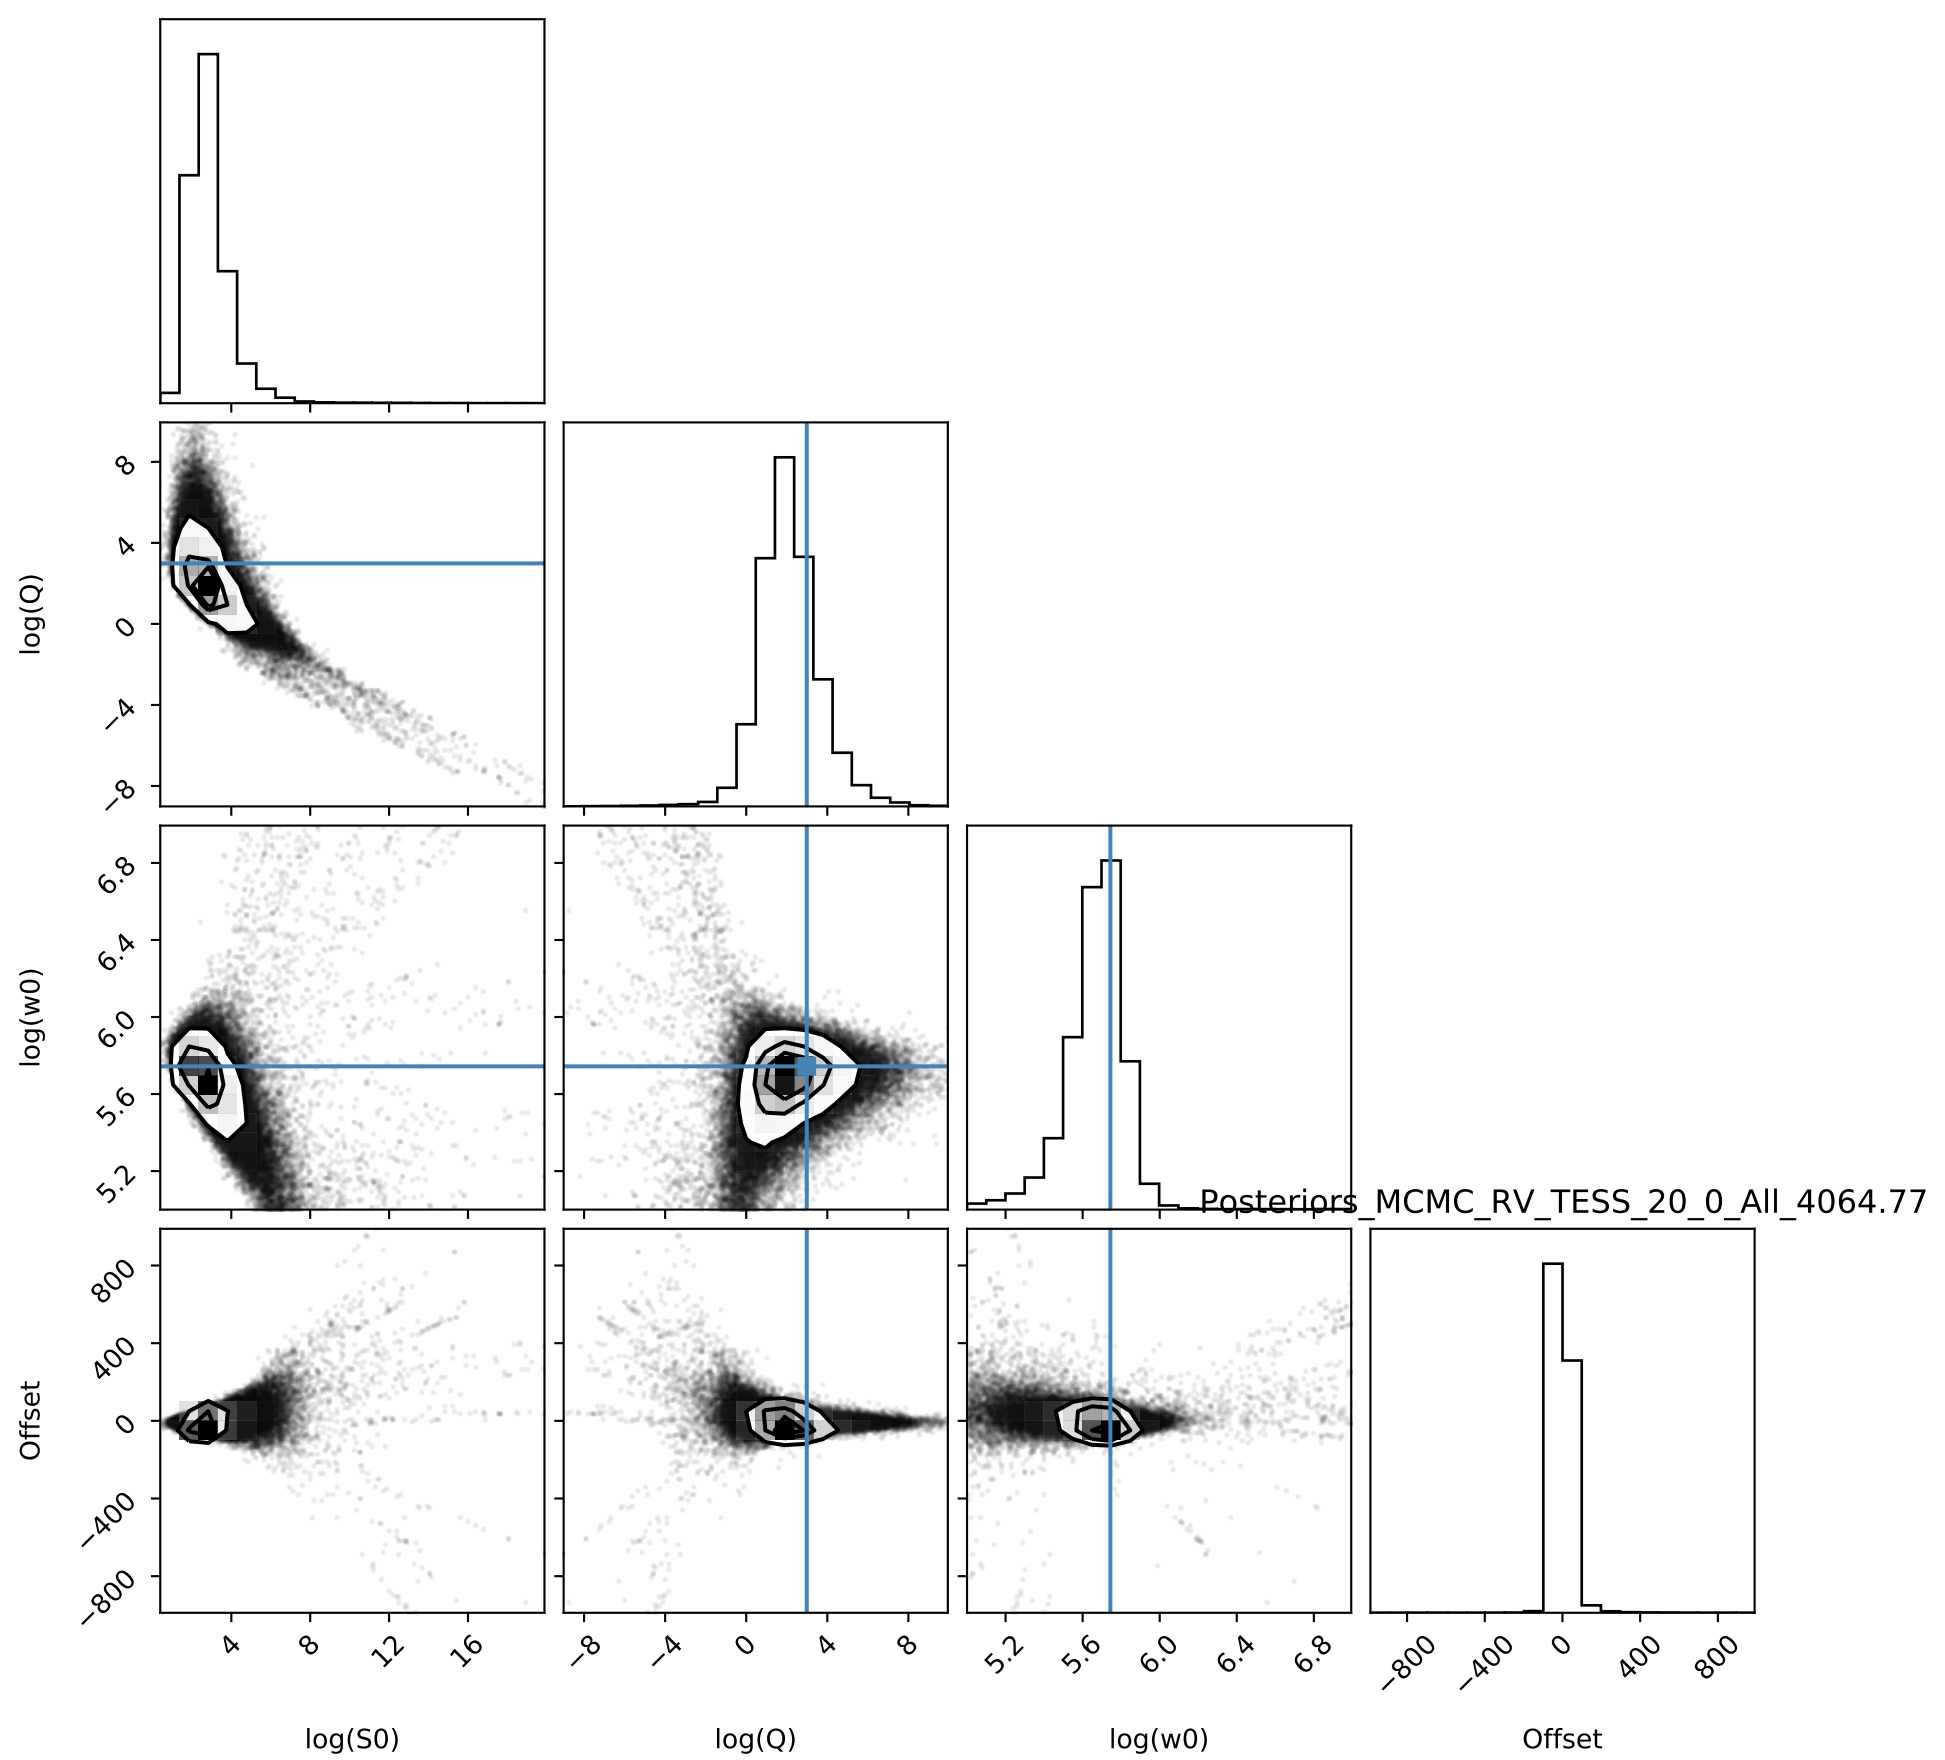 8
4
0
−4
−8
log(Q)
6.8
6.4
6.0
5.6
5.2
log(w0)
Posteriors_MCMC_RV_TESS_20_0_All_4064.77
800
400
0
−400
−800
Offset
4 8 12 16
−8 −4 0 4 8
5.2 5.6 6.0 6.4 6.8
−800 −400 0 400 800
log(S0) log(Q) log(w0) Offset